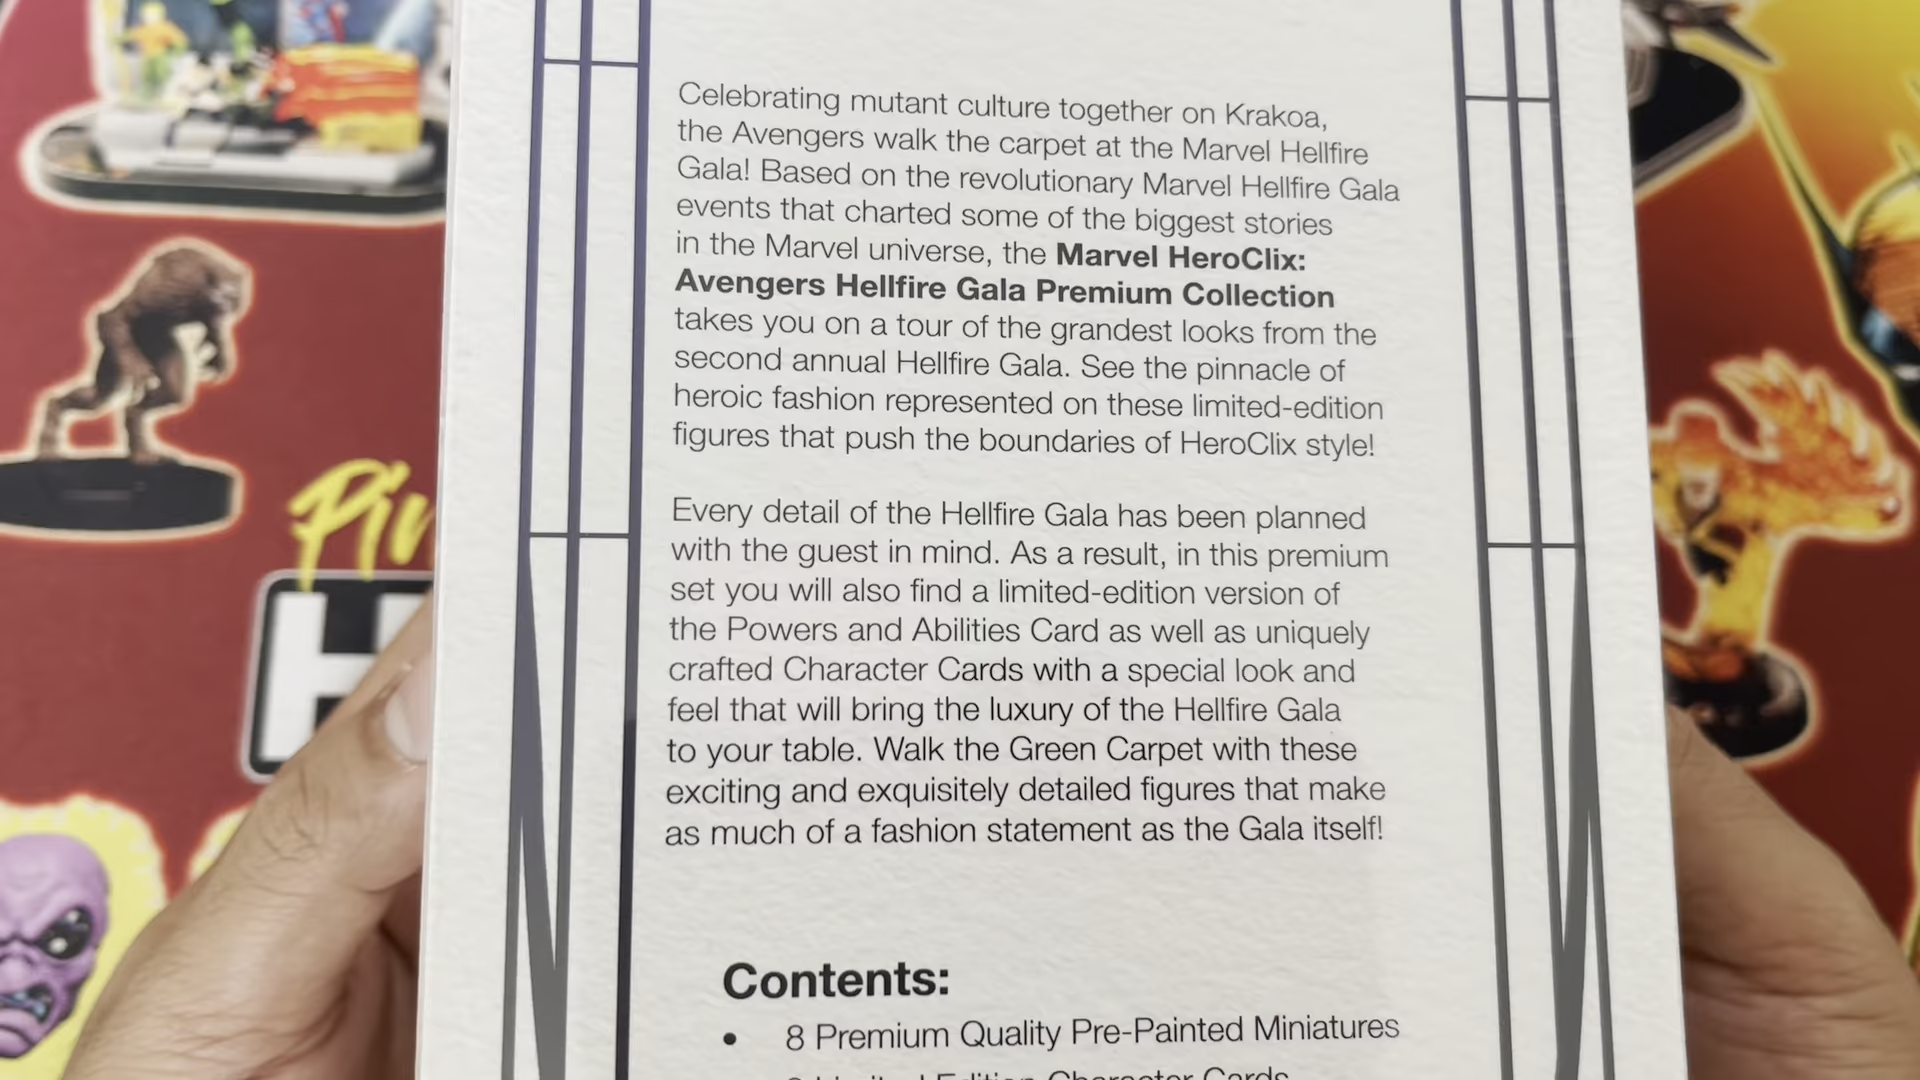 Celebrating mutant culture together on Krakoa,
the Avengers walk the carpet at the Marvel Hellfire
Gala! Based on the revolutionary Marvel Hellfire Gala
events that charted some of the biggest stories
in the Marvel universe, the Marvel HeroClix:
Avengers Hellfire Gala Premium Collection
takes you on a tour of the grandest looks from the
second annual Hellfire Gala. See the pinnacle of
heroic fashion represented on these limited-edition
figures that push the boundaries of HeroClix style!
Every detail of the Hellfire Gala has been planned
with the guest in mind. As a result, in this premium
set you will also find a limited-edition version of
the Powers and Abilities Card as well as uniquely
crafted Character Cards with a special look and
feel that will bring the luxury of the Hellfire Gala
to your table. Walk the Green Carpet with these
exciting and exquisitely detailed figures that make
as much of a fashion statement as the Gala itself!
Contents:
• 8 Premium Quality Pre-Painted Miniatures
Edition Character Cards